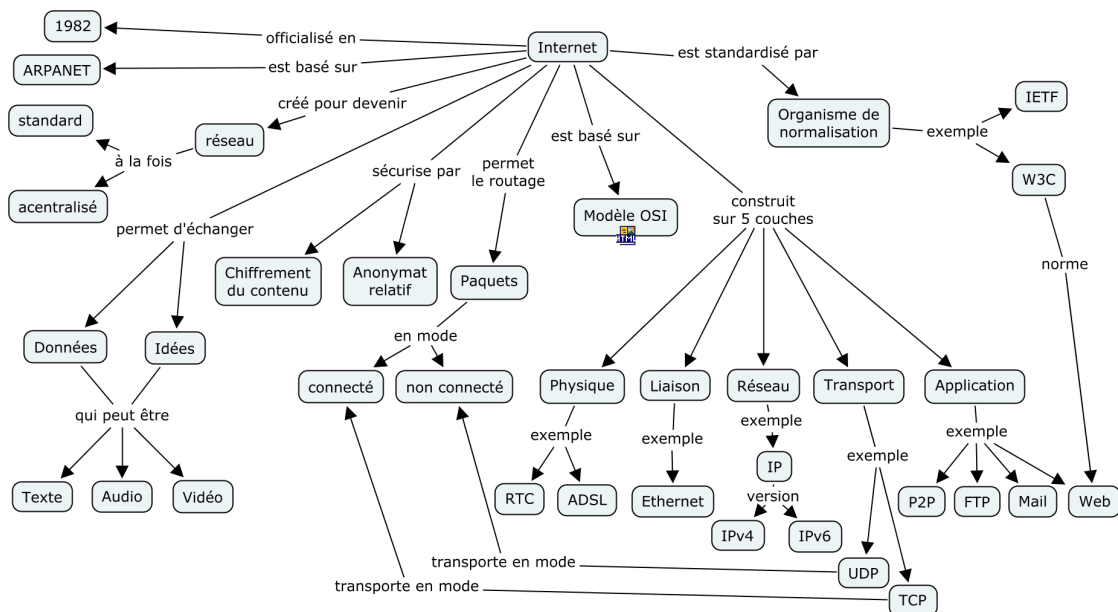 1982
officialisé en
Internet
ARPANET
est basé sur
est standardisé par
créé pour devenir
standard
réseau
à la fois
acentralisé
Organisme de
normalisation
exemple
IETF
W3C
est basé sur
permet
le routage
sécurise par
construit
sur 5 couches
Modèle OSI
HTML
permet d'échanger
Chiffrement
du contenu
Anonymat
relatif
Paquets
norme
Données
Idées
en mode
connecté
non connecté
Physique
Liaison
Réseau
Transport
Application
qui peut être
exemple
exemple
exemple
exemple
exemple
Texte
Audio
Vidéo
RTC
ADSL
Ethernet
IP
version
IPv4
IPv6
P2P
FTP
Mail
Web
transporte en mode
UDP
transporte en mode
TCP